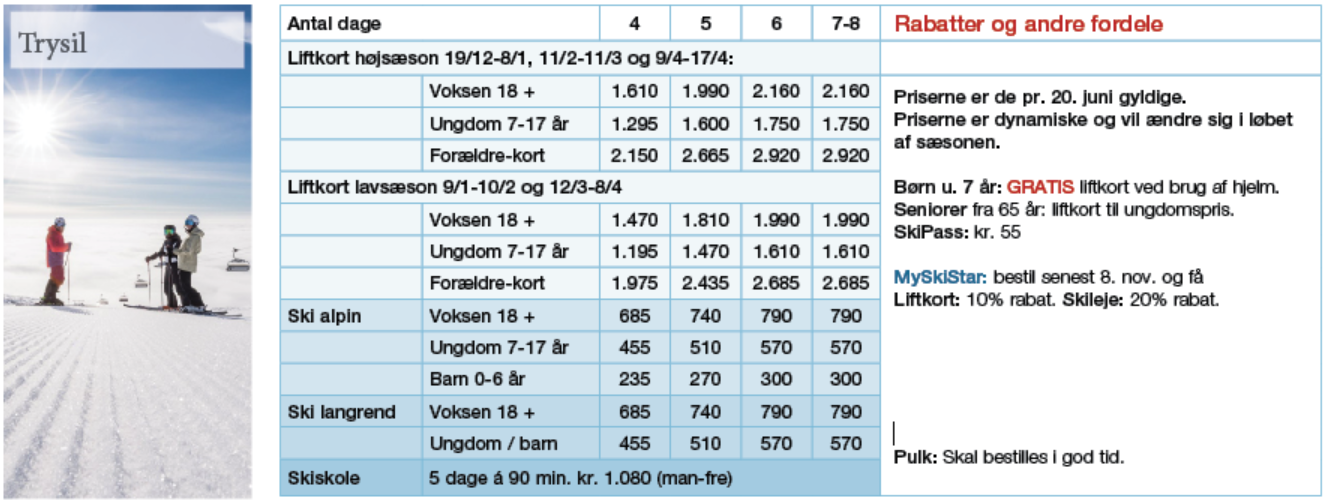 Trysil
Antal dage 4 5 6 7-8
Liftkort højsæson 19/12-8/1, 11/2-11/3 og 9/4-17/4:
Voksen 18 + 1.610 1.990 2.160 2.160
Ungdom 7-17 år 1.295 1.600 1.750 1.750
Forældre-kort 2.150 2.665 2.920 2.920
Liftkort lavsæson 9/1-10/2 og 12/3-8/4
Voksen 18 + 1.470 1.810 1.990 1.990
Ungdom 7-17 år 1.195 1.470 1.610 1.610
Forældre-kort 1.975 2.435 2.685 2.685
Ski alpin Voksen 18 + 685 740 790 790
Ungdom 7-17 år 455 510 570 570
Barn 0-6 år 235 270 300 300
Ski langrend Voksen 18 + 685 740 790 790
Ungdom / barn 455 510 570 570
Skiskole 5 dage á 90 min. kr. 1.080 (man-fre)
Rabatter og andre fordele
Priserne er de pr. 20. juni gyldige.
Priserne er dynamiske og vil ændre sig i løbet
af sæsonen.
Børn u. 7 år: GRATIS liftkort ved brug af hjelm.
Seniorer fra 65 år: liftkort til ungdomspris.
SkiPass: kr. 55
MySkiStar: bestil senest 8. nov. og få
Liftkort: 10% rabat. Skileje: 20% rabat.
Pulk: Skal bestilles i god tid.